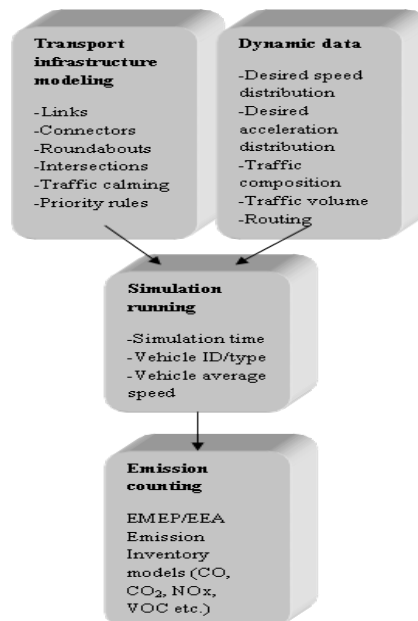 Transport
infrastructure
modeling
-Links
-Connectors
-Roundabouts
-Intersections
-Traffic calming
-Priority rules
Dynamic data
-Desired speed
distribution
-Desired
acceleration
distribution
-Traffic
composition
-Traffic volume
-Routing
Simulation
running
-Simulation time
-Vehicle ID/type
-Vehicle average
speed
Emission
counting
EMEP/EEA
Emission
Inventory
models (CO,
CO₂, NOx,
VOC etc.)